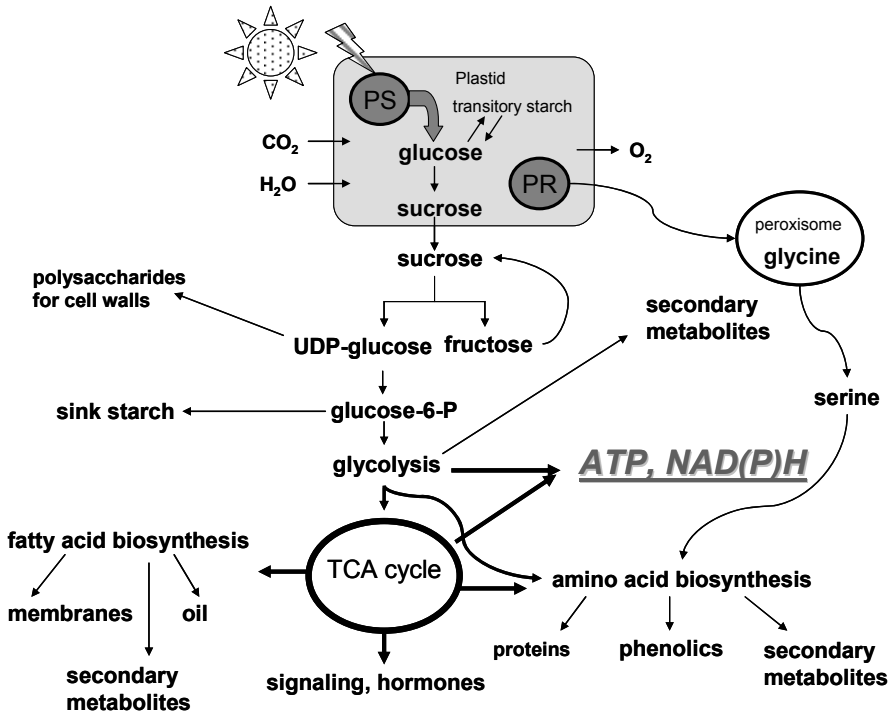 Plastid
PS
transitory starch
CO₂
glucose
O₂
H₂O
PR
sucrose
peroxisome
glycine
sucrose
polysaccharides
for cell walls
secondary
metabolites
UDP-glucose
fructose
serine
sink starch
glucose-6-P
glycolysis
ATP, NAD(P)H
fatty acid biosynthesis
TCA cycle
amino acid biosynthesis
membranes
oil
proteins
phenolics
secondary
metabolites
signaling, hormones
secondary
metabolites